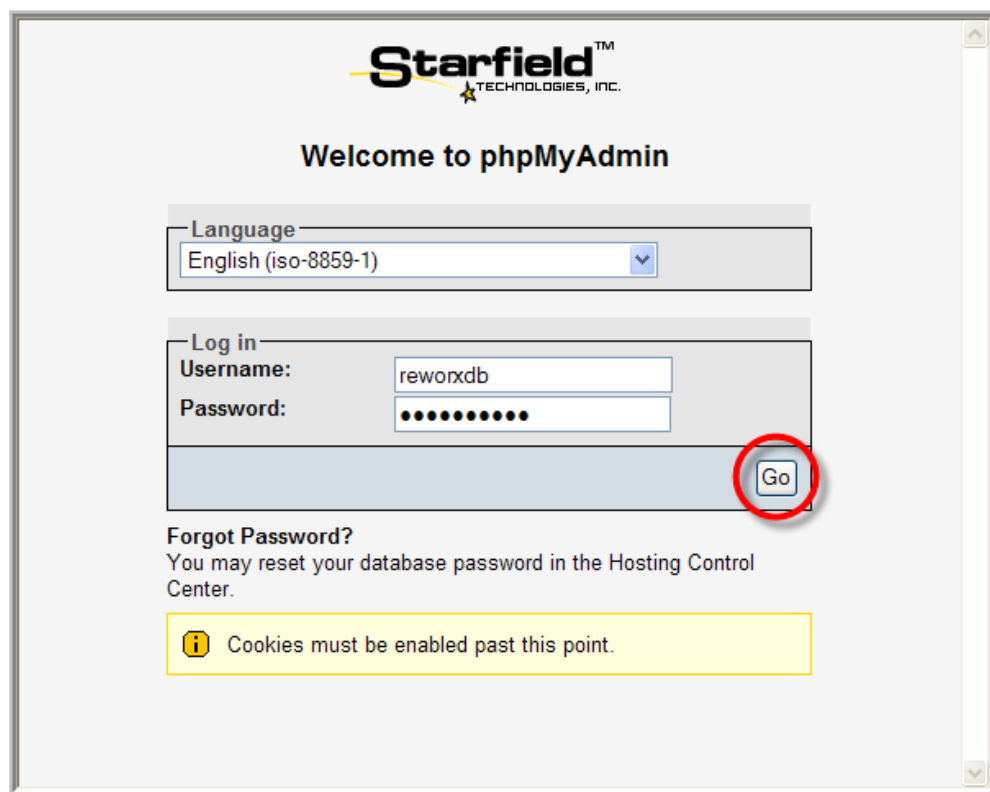 Starfield™
TECHNOLOGIES, INC.
Welcome to phpMyAdmin
Language
English (iso-8859-1)
Log in
Username:
reworxdb
Password:
••••••••••
Go
Forgot Password?
You may reset your database password in the Hosting Control
Center.
Cookies must be enabled past this point.